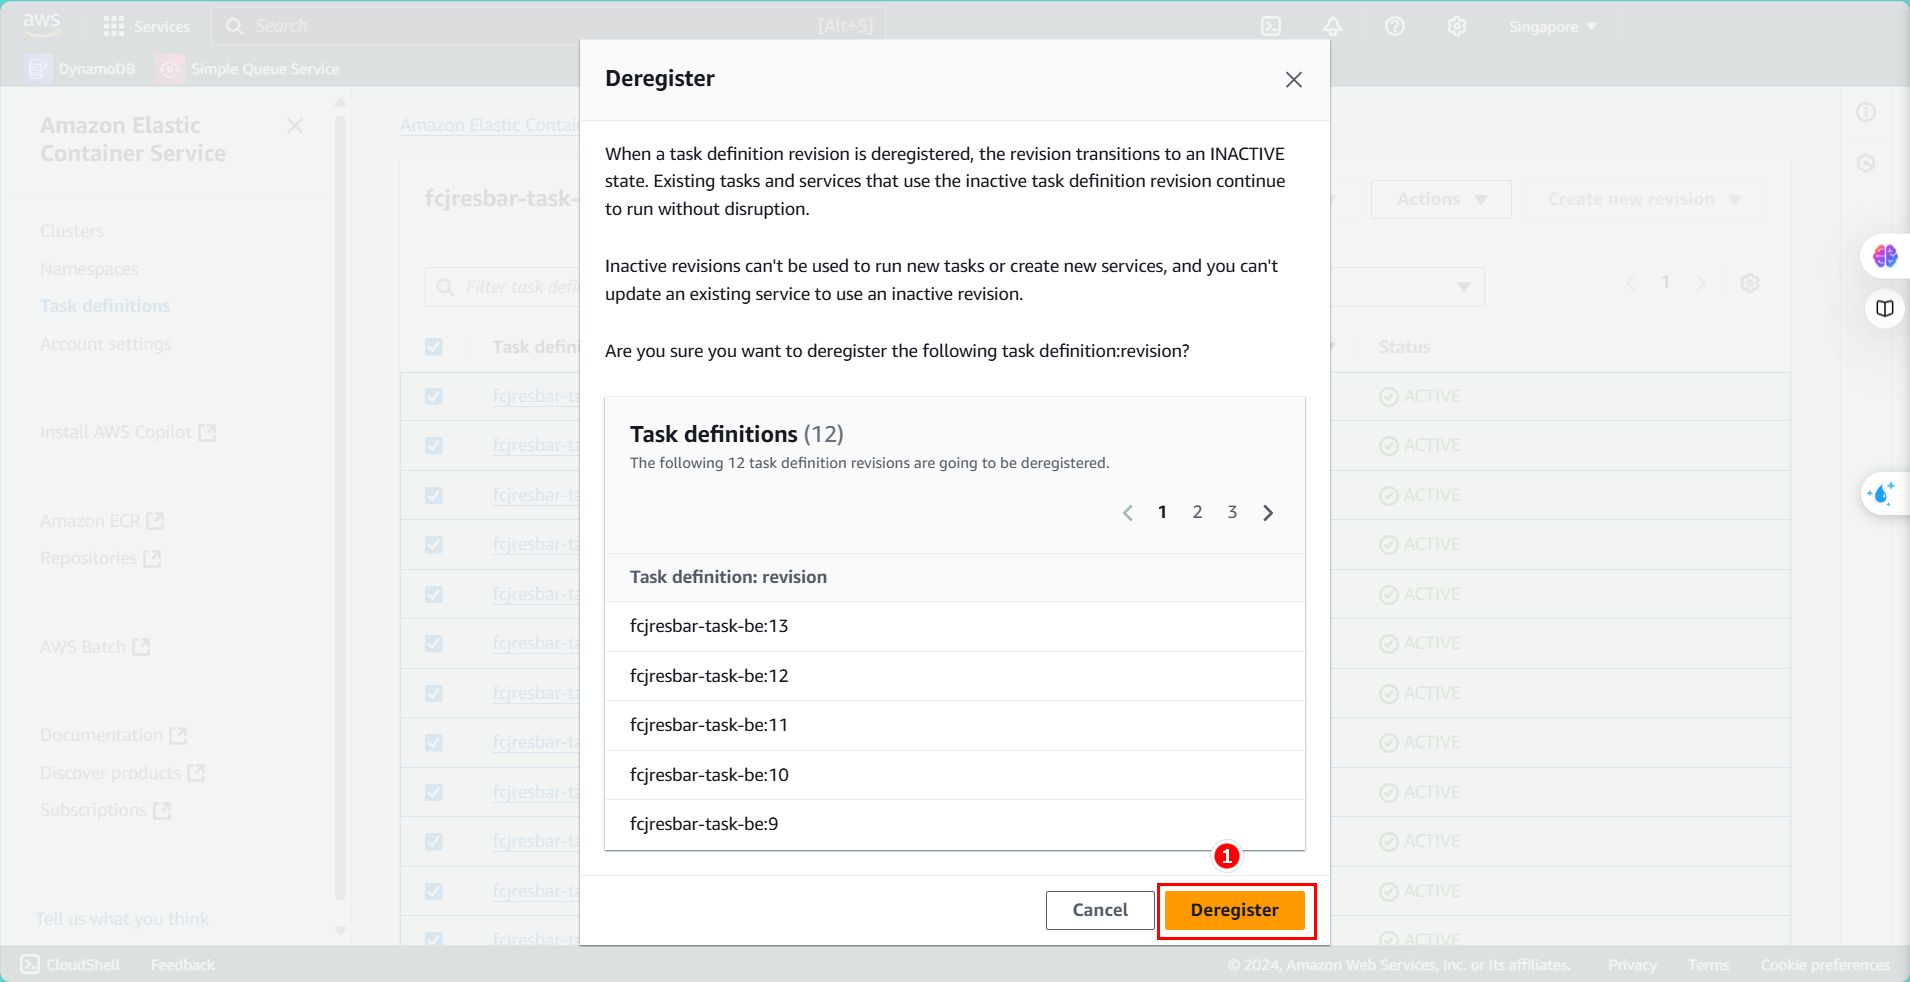 aws
Services
Search
[Alt+S]
Singapore
DynamoDB
Simple Queue Service
Amazon Elastic
Container Service
Clusters
Namespaces
Task definitions
Account settings
Install AWS Copilot
Amazon ECR
Repositories
AWS Batch
Documentation
Discover products
Subscriptions
Tell us what you think
Amazon Elastic Contai
fcjresbar-task-
Actions
Create new revision
Filter task defi
1
Task defini
Status
fcjresbar-ta
ACTIVE
fcjresbar-ta
ACTIVE
fcjresbar-ta
ACTIVE
fcjresbar-ta
ACTIVE
fcjresbar-ta
ACTIVE
fcjresbar-ta
ACTIVE
fcjresbar-ta
ACTIVE
fcjresbar-ta
ACTIVE
fcjresbar-ta
ACTIVE
fcjresbar-ta
ACTIVE
fcjresbar-ta
ACTIVE
fcjresbar-ta
ACTIVE
Deregister
When a task definition revision is deregistered, the revision transitions to an INACTIVE
state. Existing tasks and services that use the inactive task definition revision continue
to run without disruption.
Inactive revisions can't be used to run new tasks or create new services, and you can't
update an existing service to use an inactive revision.
Are you sure you want to deregister the following task definition:revision?
Task definitions (12)
The following 12 task definition revisions are going to be deregistered.
1 2 3
Task definition: revision
fcjresbar-task-be:13
fcjresbar-task-be:12
fcjresbar-task-be:11
fcjresbar-task-be:10
fcjresbar-task-be:9
1
Cancel
Deregister
CloudShell
Feedback
© 2024, Amazon Web Services, Inc. or its affiliates.
Privacy
Terms
Cookie preferences